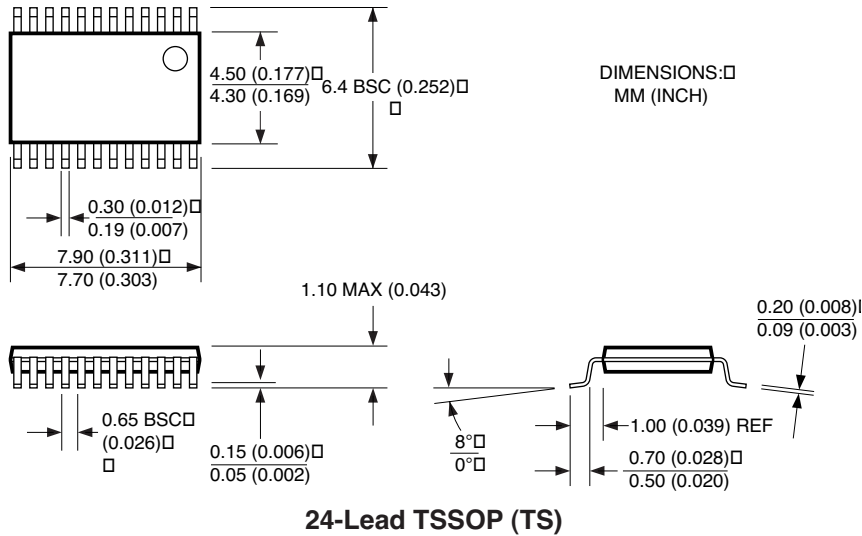 4.50 (0.177)
4.30 (0.169)
6.4 BSC (0.252)
DIMENSIONS:
MM (INCH)
0.30 (0.012)
0.19 (0.007)
7.90 (0.311)
7.70 (0.303)
1.10 MAX (0.043)
0.20 (0.008)
0.09 (0.003)
0.65 BSC
(0.026)
0.15 (0.006)
0.05 (0.002)
8°
0°
1.00 (0.039) REF
0.70 (0.028)
0.50 (0.020)
24-Lead TSSOP (TS)